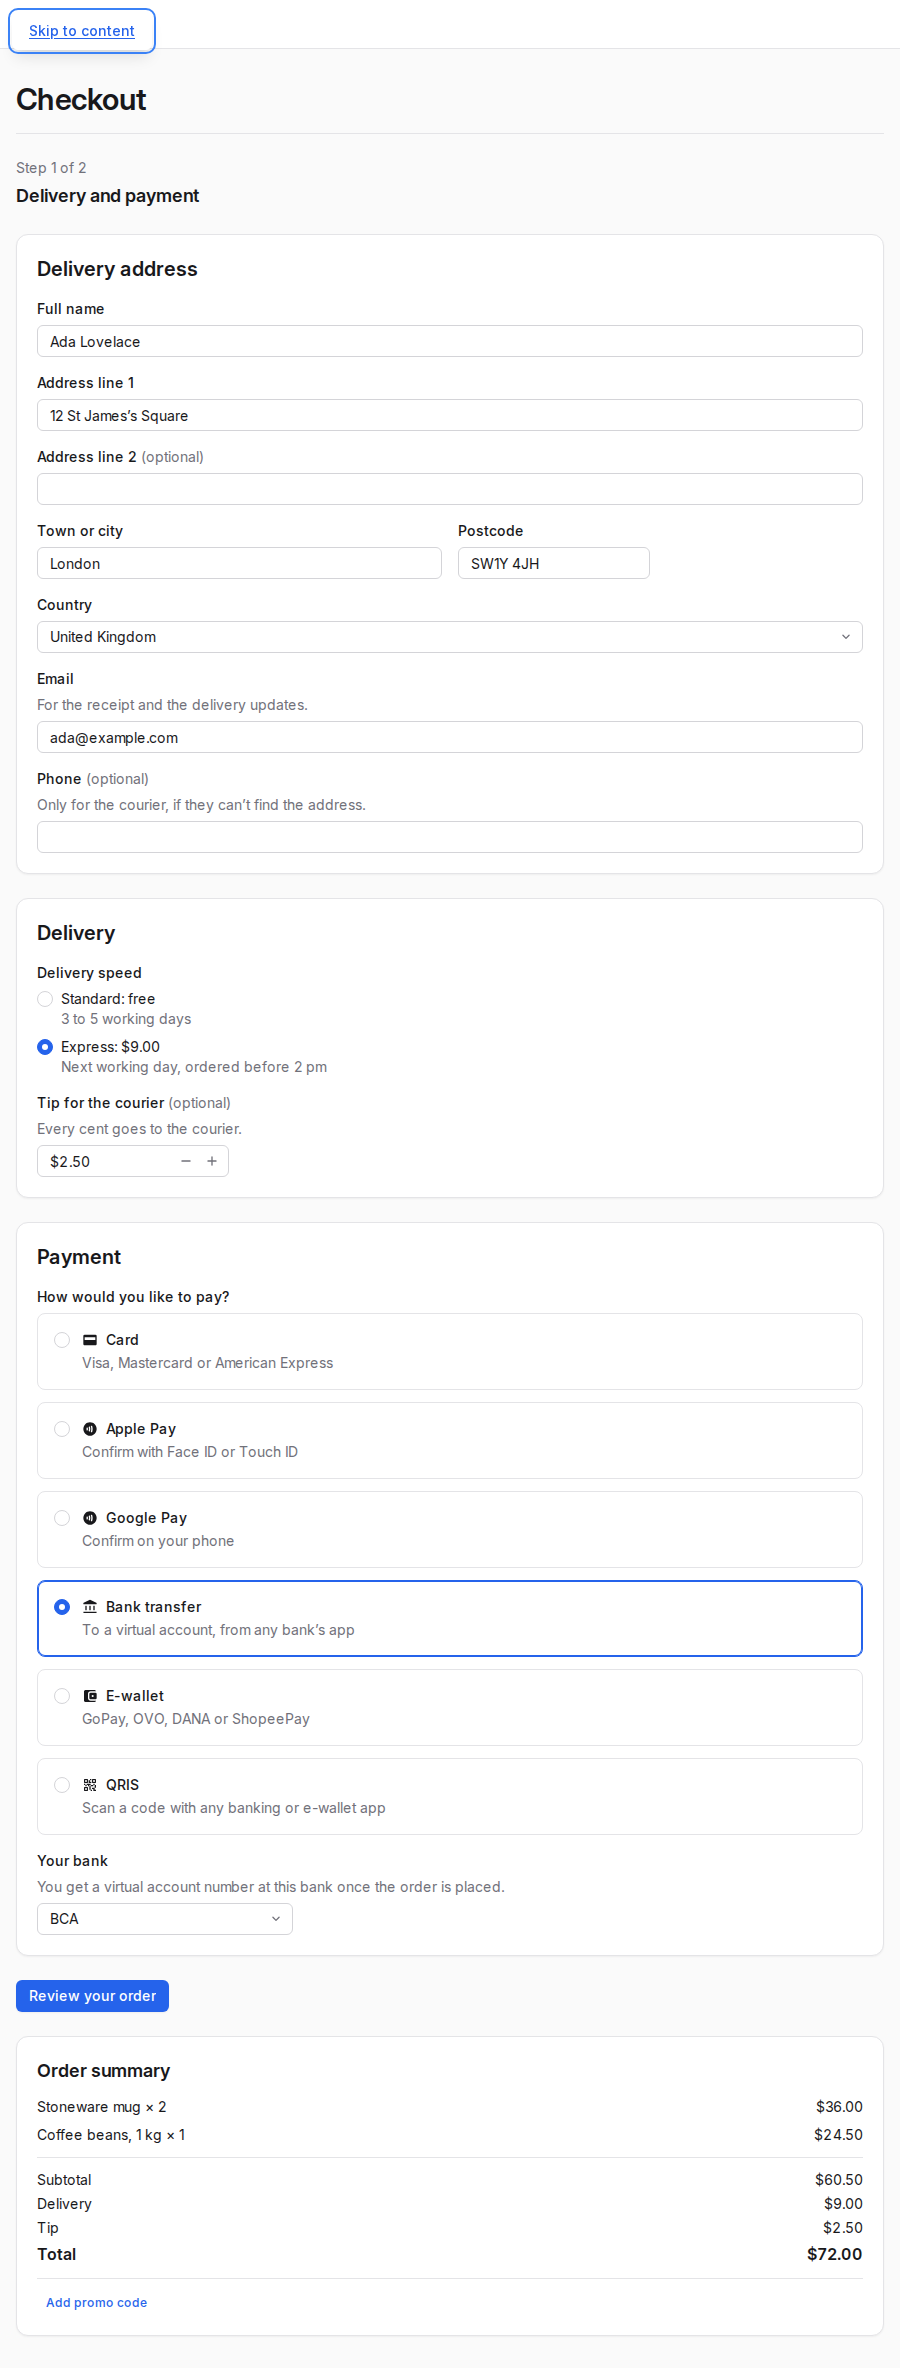 Skip to content
Checkout
Step 1 of 2
Delivery and payment
Delivery address
Full name
Ada Lovelace
Address line 1
12 St James’s Square
Address line 2 (optional)
Town or city
Postcode
London
SW1Y 4JH
Country
United Kingdom
Email
For the receipt and the delivery updates.
ada@example.com
Phone (optional)
Only for the courier, if they can’t find the address.
Delivery
Delivery speed
Standard: free
3 to 5 working days
Express: $9.00
Next working day, ordered before 2 pm
Tip for the courier (optional)
Every cent goes to the courier.
$2.50
Payment
How would you like to pay?
Card
Visa, Mastercard or American Express
Apple Pay
Confirm with Face ID or Touch ID
Google Pay
Confirm on your phone
Bank transfer
To a virtual account, from any bank’s app
E-wallet
GoPay, OVO, DANA or ShopeePay
QRIS
Scan a code with any banking or e-wallet app
Your bank
You get a virtual account number at this bank once the order is placed.
BCA
Review your order
Order summary
Stoneware mug × 2 $36.00
Coffee beans, 1 kg × 1 $24.50
Subtotal $60.50
Delivery $9.00
Tip $2.50
Total $72.00
Add promo code